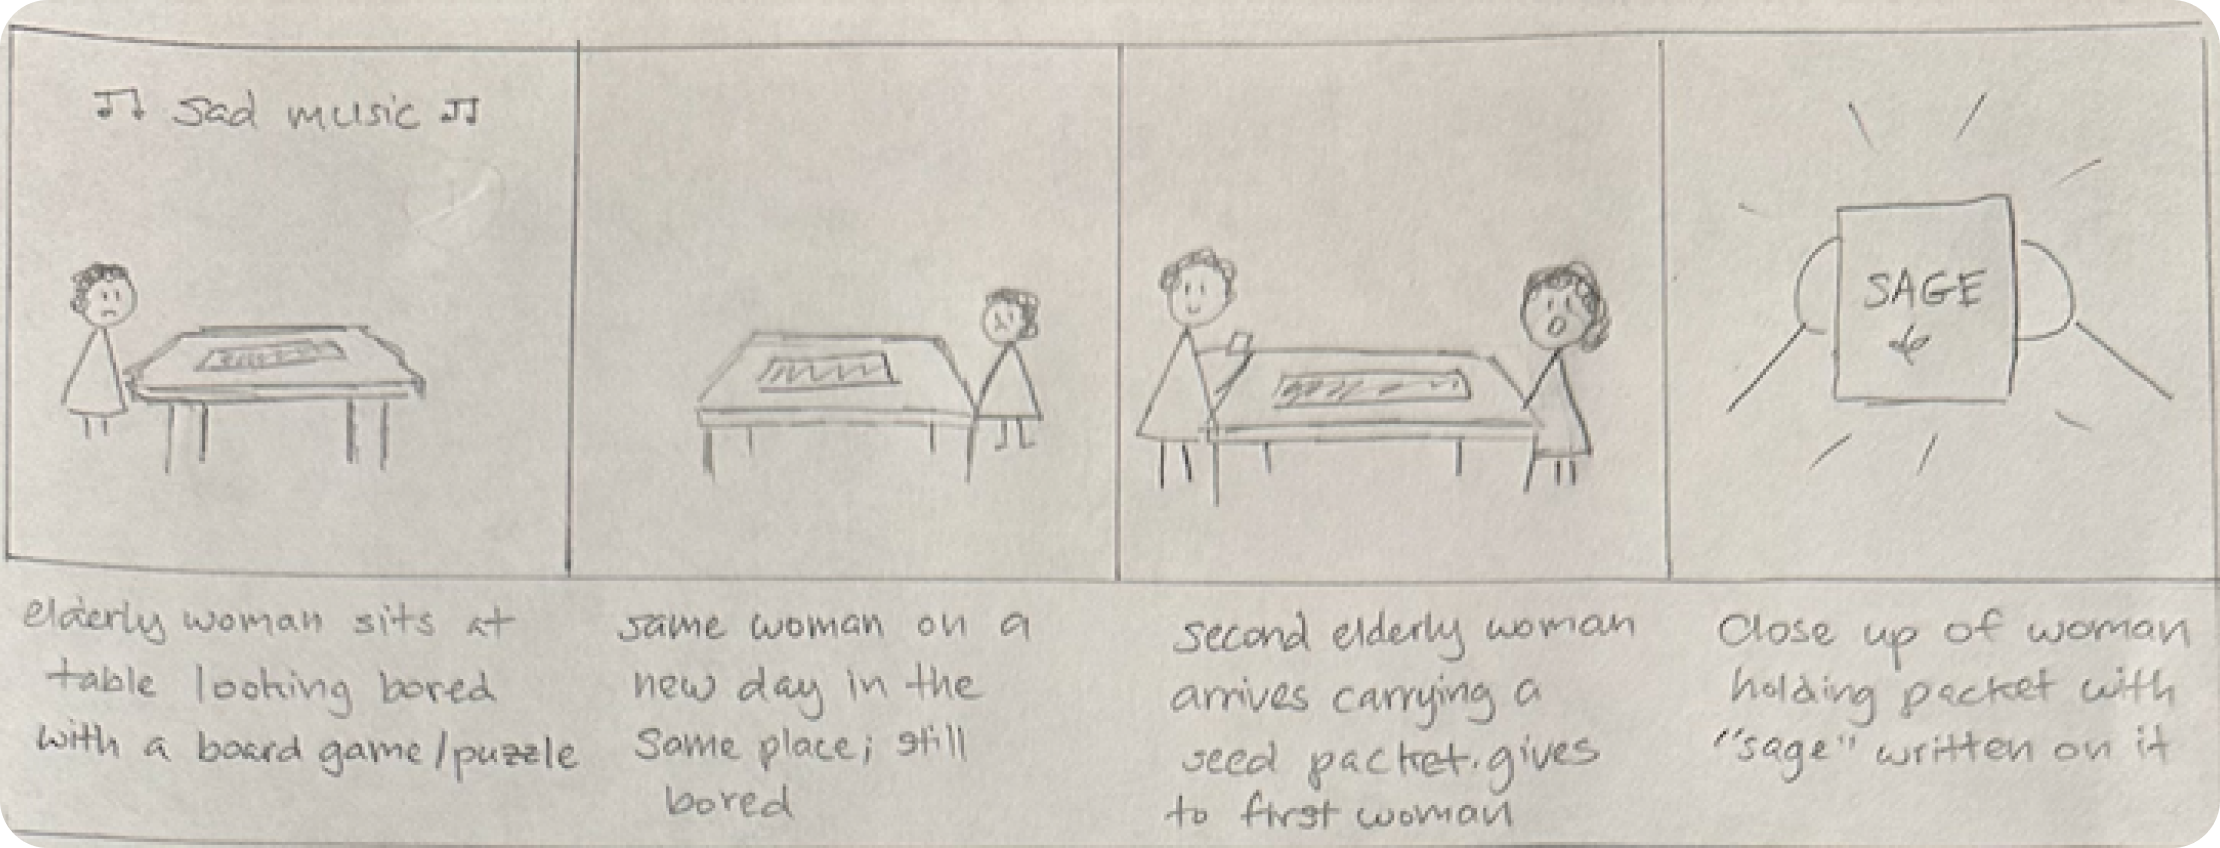 ♫ sad music ♫
SAGE
elderly woman sits at
table looking bored
with a board game/puzzle
same woman on a
new day in the
same place; still
bored
second elderly woman
arrives carrying a
seed packet. gives
to first woman
Close up of woman
holding packet with
"sage" written on it